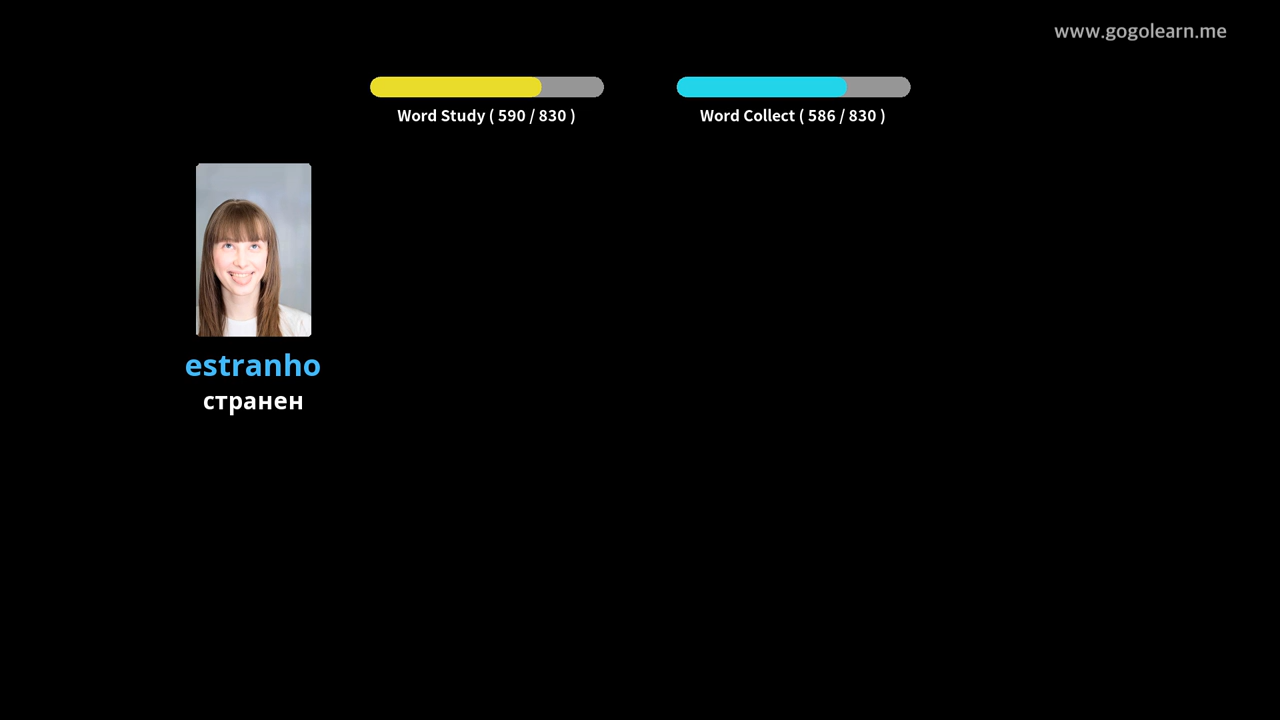 www.gogolearn.me
Word Study ( 590 / 830 )
Word Collect ( 586 / 830 )
estranho
странен